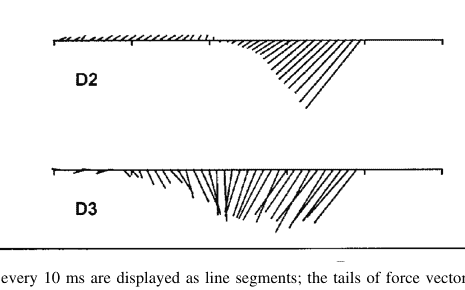 D2
D3
every 10 ms are displayed as line segments; the tails of force vector